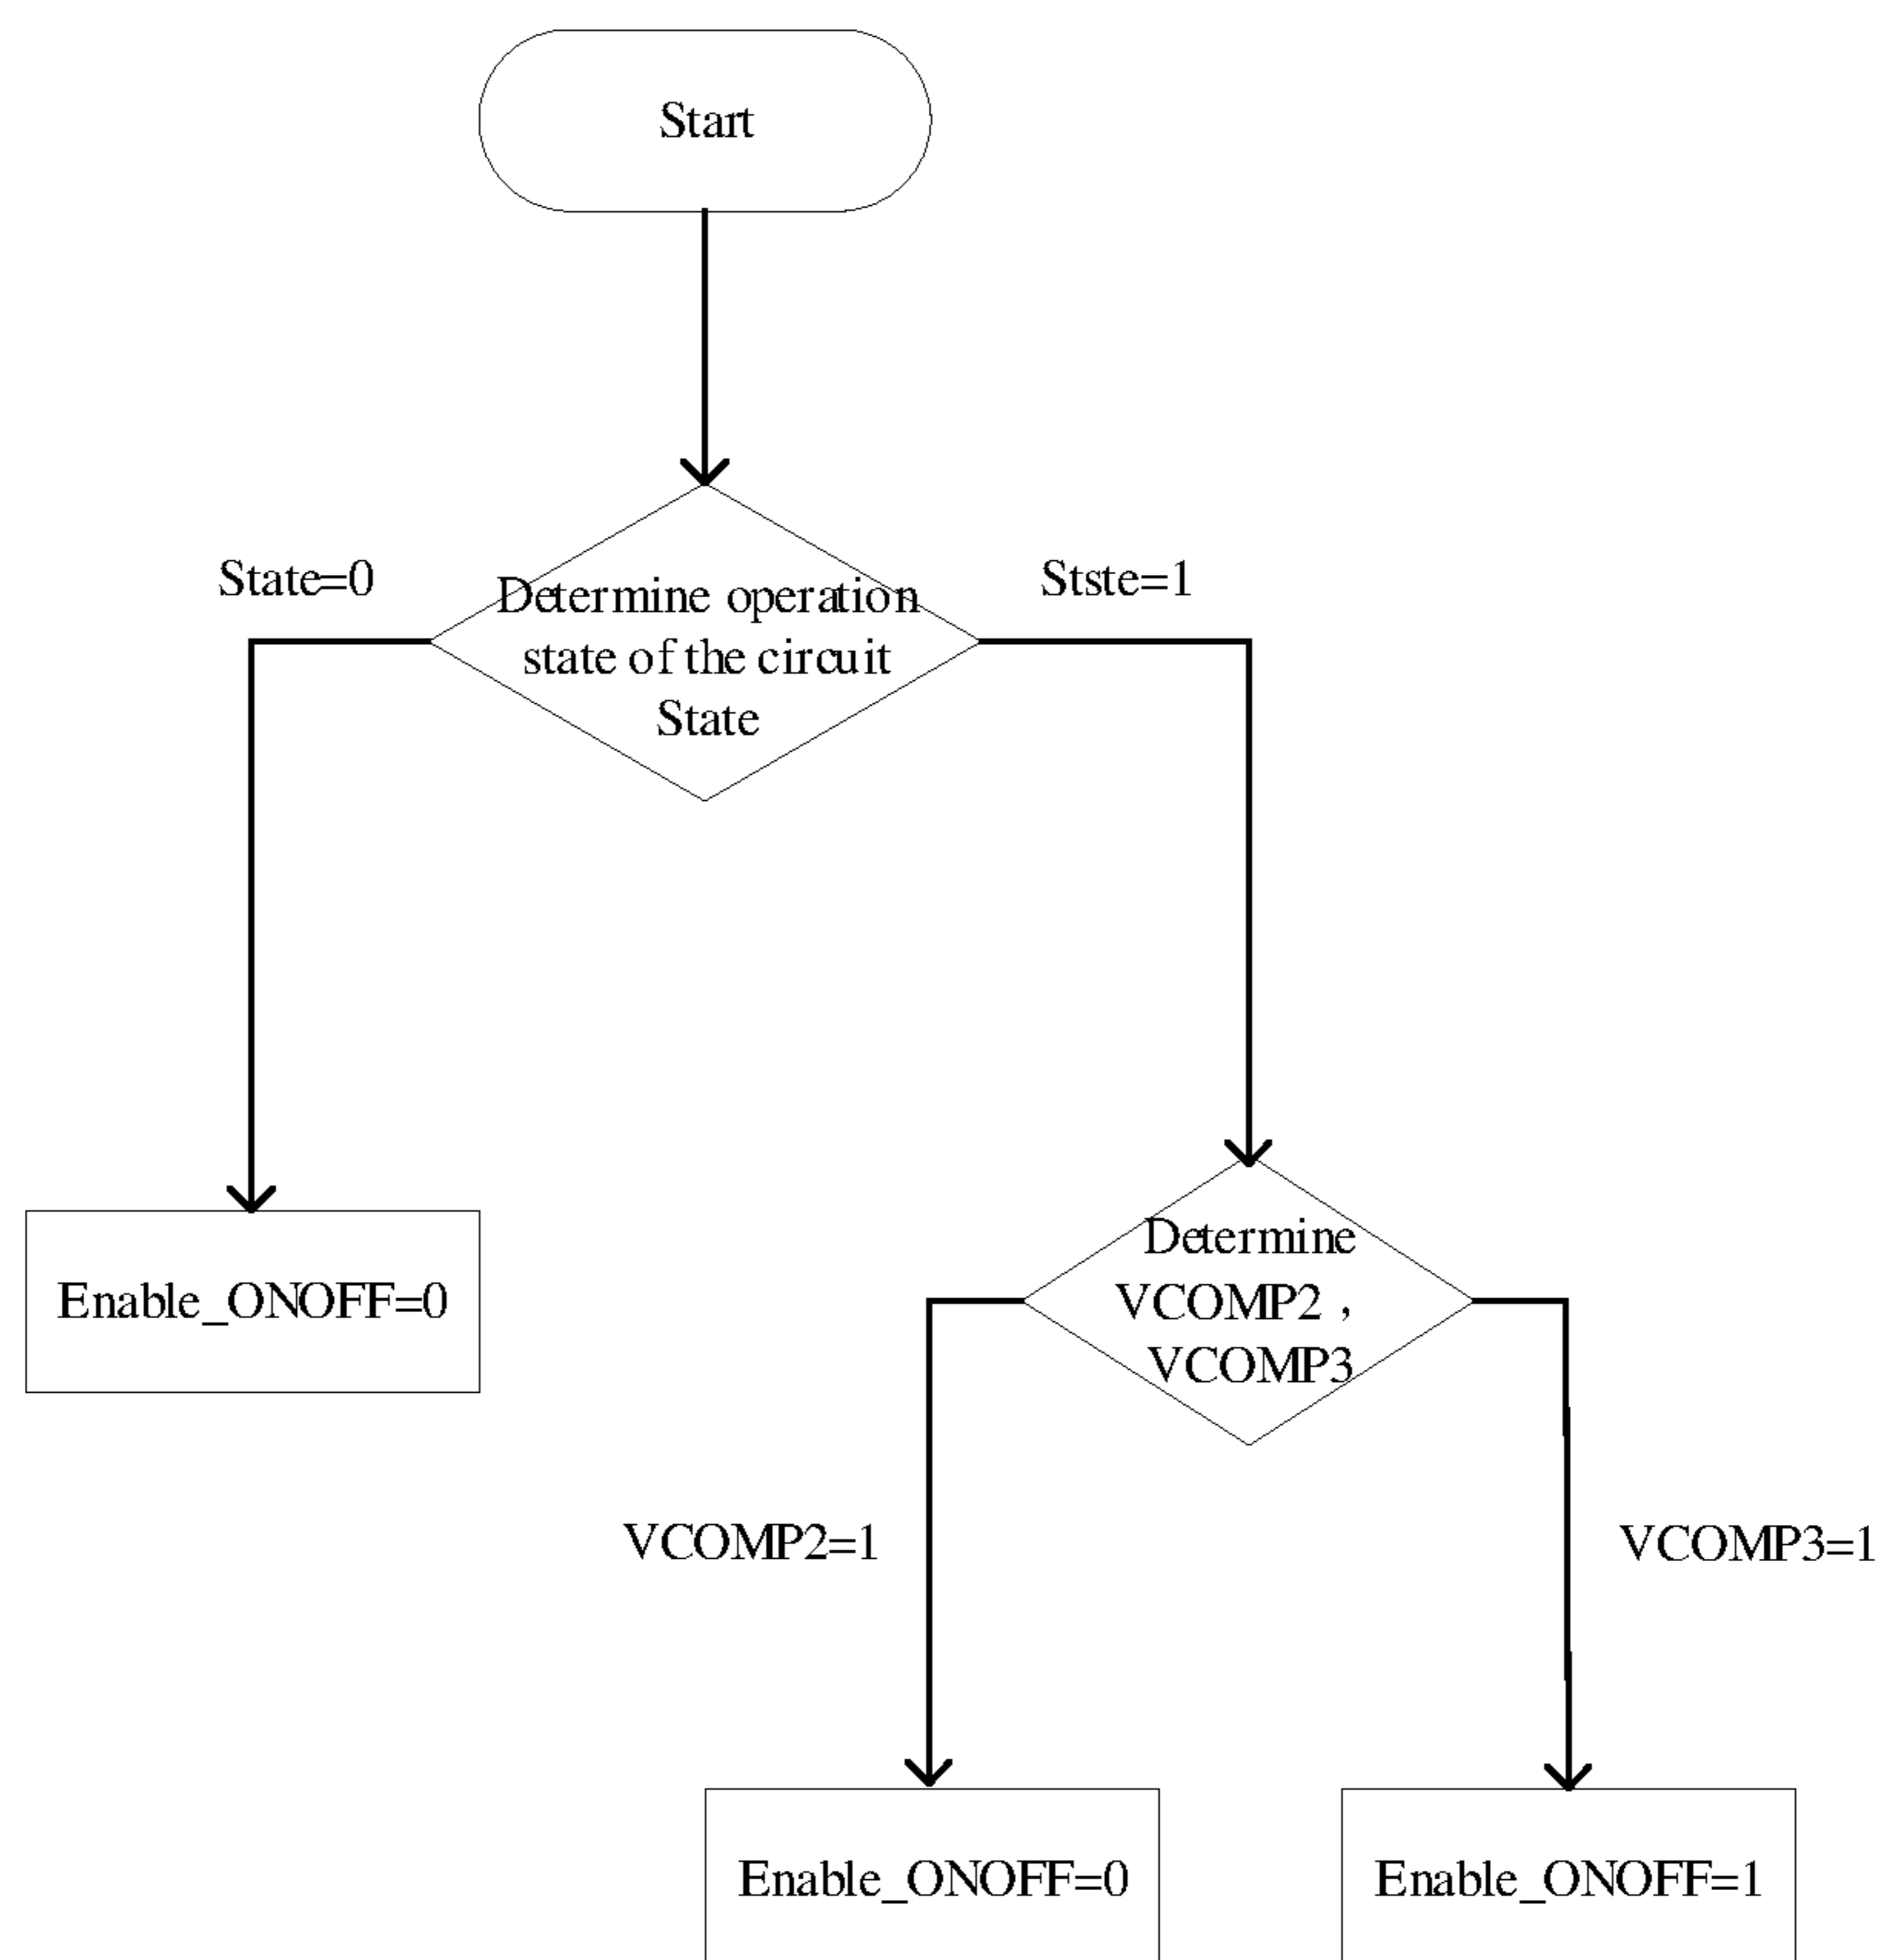 Start
State=0
Stste=1
Determine operation
state of the circuit
State
Determine
VCOMP2 ,
VCOMP3
Enable_ONOFF=0
VCOMP2=1
VCOMP3=1
Enable_ONOFF=0
Enable_ONOFF=1